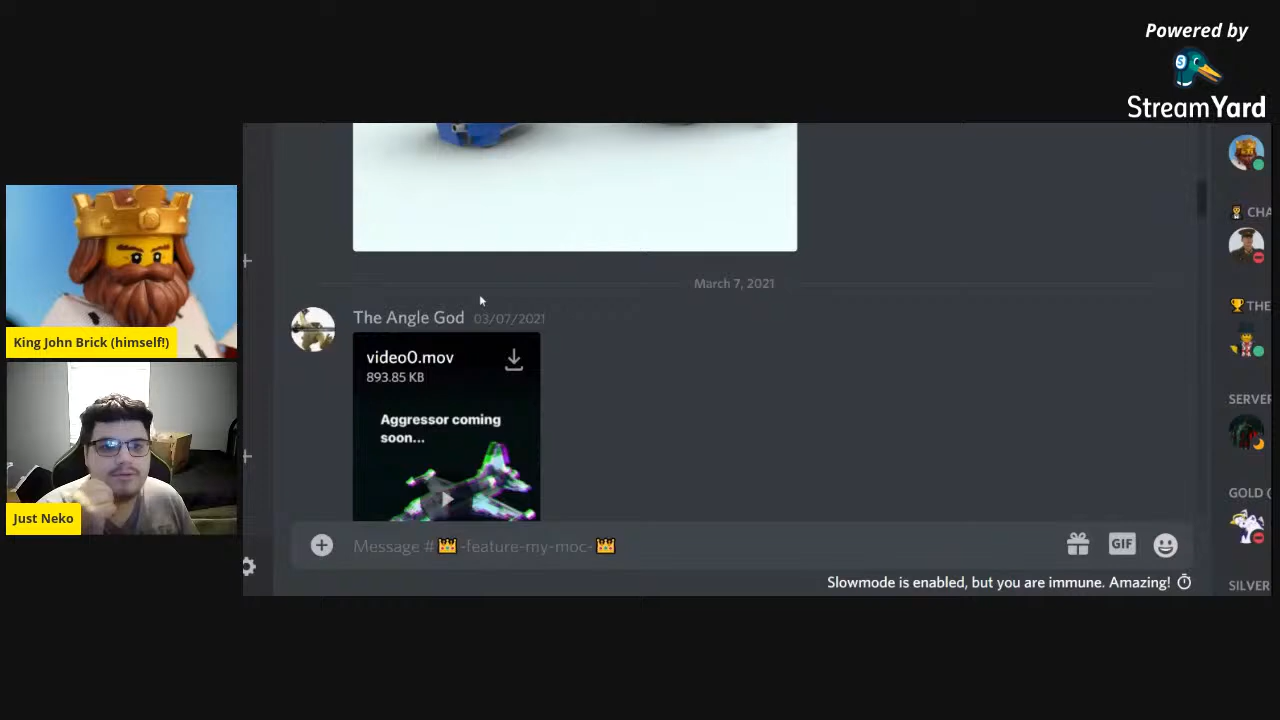 Powered by
StreamYard
CHA
March 7, 2021
THE
The Angle God 03/07/2021
King John Brick (himself!)
video0.mov
893.85 KB
SERVER
Aggressor coming
soon...
GOLD (
Just Neko
Message # -feature-my-moc-
GIF
Slowmode is enabled, but you are immune. Amazing!
SILVER